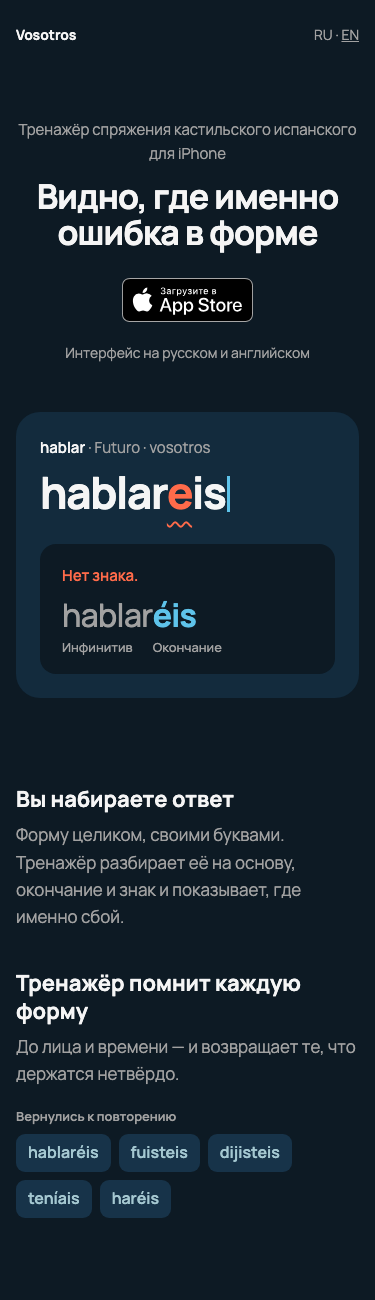 Vosotros
RU · EN
Тренажёр спряжения кастильского испанского
для iPhone
Видно, где именно
ошибка в форме
Загрузите в
App Store
Интерфейс на русском и английском
hablar · Futuro · vosotros
hablareis
Нет знака.
hablaréis
Инфинитив Окончание
Вы набираете ответ
Форму целиком, своими буквами.
Тренажёр разбирает её на основу,
окончание и знак и показывает, где
именно сбой.
Тренажёр помнит каждую
форму
До лица и времени — и возвращает те, что
держатся нетвёрдо.
Вернулись к повторению
hablaréis fuisteis dijisteis
teníais haréis